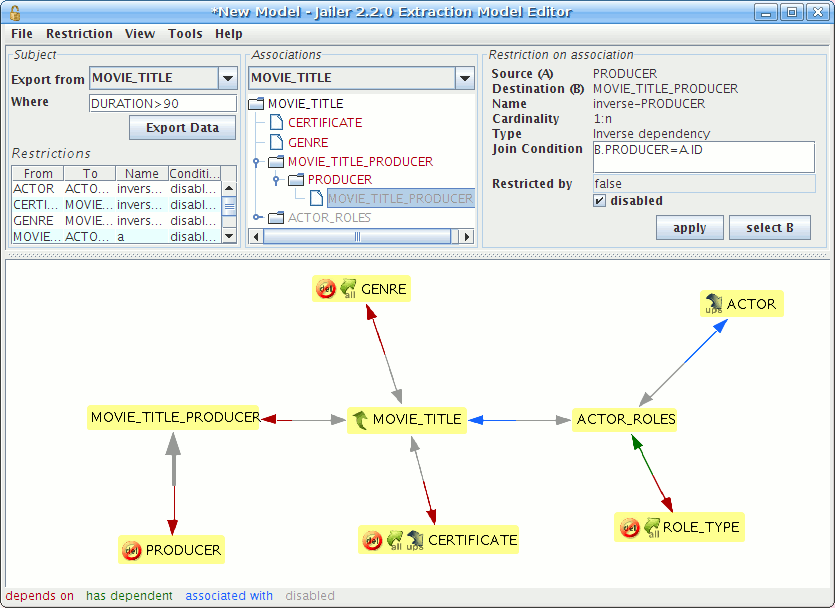 *New Model - Jailer 2.2.0 Extraction Model Editor
File Restriction View Tools Help
Subject
Export from MOVIE_TITLE
Where DURATION>90
Export Data
Restrictions
From To Name Conditi...
ACTOR ACTO... invers... disabl...
CERTI... MOVIE... invers... disabl...
GENRE MOVIE... invers... disabl...
MOVIE... ACTO... a disabl...
Associations
MOVIE_TITLE
MOVIE_TITLE
CERTIFICATE
GENRE
MOVIE_TITLE_PRODUCER
PRODUCER
MOVIE_TITLE_PRODUCER
ACTOR_ROLES
Restriction on association
Source (A) PRODUCER
Destination (B) MOVIE_TITLE_PRODUCER
Name inverse-PRODUCER
Cardinality 1:n
Type Inverse dependency
Join Condition B.PRODUCER=A.ID
Restricted by false
disabled
apply select B
del all GENRE
ups ACTOR
MOVIE_TITLE_PRODUCER
MOVIE_TITLE
ACTOR_ROLES
del PRODUCER
del all ups CERTIFICATE
del all ROLE_TYPE
depends on has dependent associated with disabled